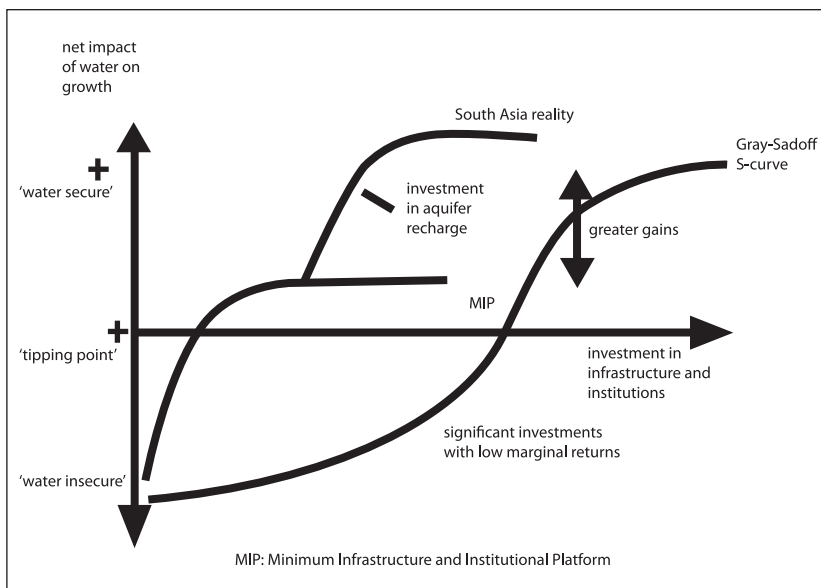 net impact
of water on
growth
South Asia reality
Gray-Sadoff
S-curve
+
'water secure'
investment
in aquifer
recharge
greater gains
MIP
+
'tipping point'
investment in
infrastructure and
institutions
significant investments
with low marginal returns
'water insecure'
MIP: Minimum Infrastructure and Institutional Platform